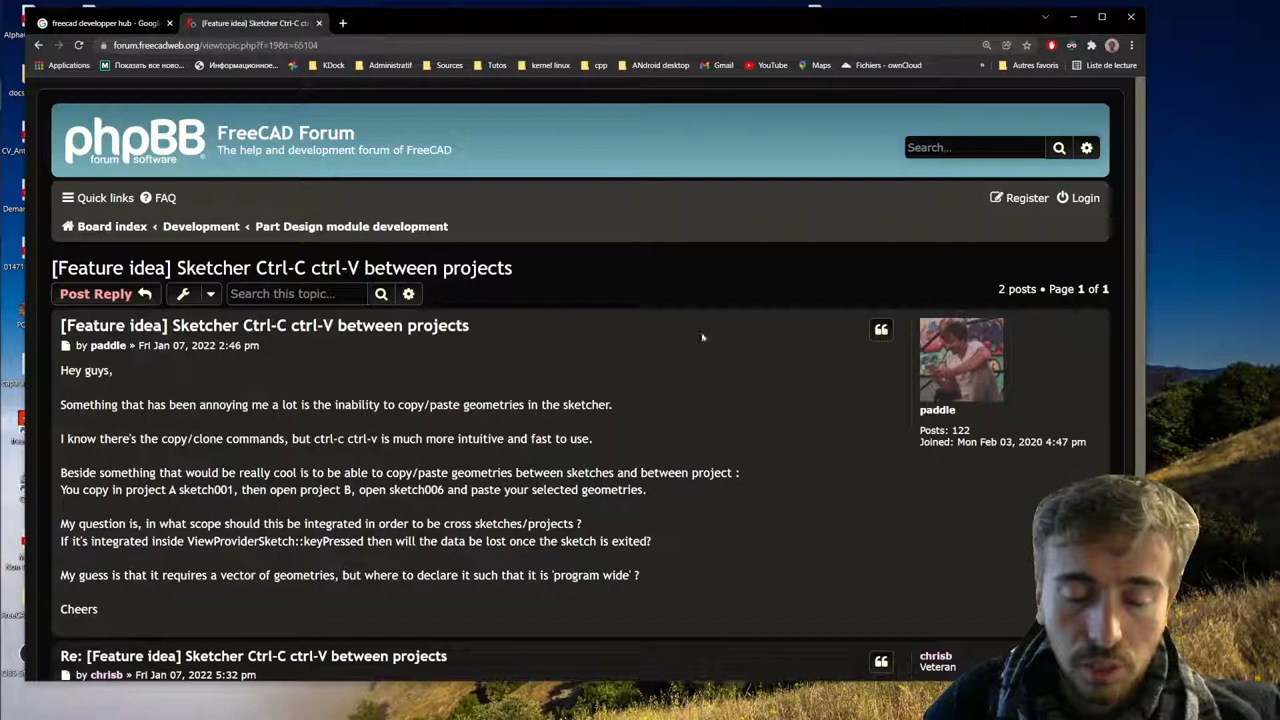 freecad developper hub - Google
[Feature idea] Sketcher Ctrl-C ct
forum.freecadweb.org/viewtopic.php?f=19&t=65104
Applications
Показать все ново...
Информационное...
KDock
Administratif
Sources
Tutos
kernel linux
cpp
ANdroid desktop
Gmail
YouTube
Maps
Fichiers - ownCloud
»
Autres favoris
Liste de lecture
phpBB
forum software
FreeCAD Forum
The help and development forum of FreeCAD
Search...
Quick links
FAQ
Register
Login
Board index ‹ Development ‹ Part Design module development
[Feature idea] Sketcher Ctrl-C ctrl-V between projects
Post Reply
Search this topic...
2 posts • Page 1 of 1
[Feature idea] Sketcher Ctrl-C ctrl-V between projects
by paddle » Fri Jan 07, 2022 2:46 pm
Hey guys,
Something that has been annoying me a lot is the inability to copy/paste geometries in the sketcher.
I know there's the copy/clone commands, but ctrl-c ctrl-v is much more intuitive and fast to use.
Beside something that would be really cool is to be able to copy/paste geometries between sketches and between project :
You copy in project A sketch001, then open project B, open sketch006 and paste your selected geometries.
My question is, in what scope should this be integrated in order to be cross sketches/projects ?
If it's integrated inside ViewProviderSketch::keyPressed then will the data be lost once the sketch is exited?
My guess is that it requires a vector of geometries, but where to declare it such that it is 'program wide' ?
Cheers
paddle
Posts: 122
Joined: Mon Feb 03, 2020 4:47 pm
Re: [Feature idea] Sketcher Ctrl-C ctrl-V between projects
by chrisb » Fri Jan 07, 2022 5:32 pm
chrisb
Veteran